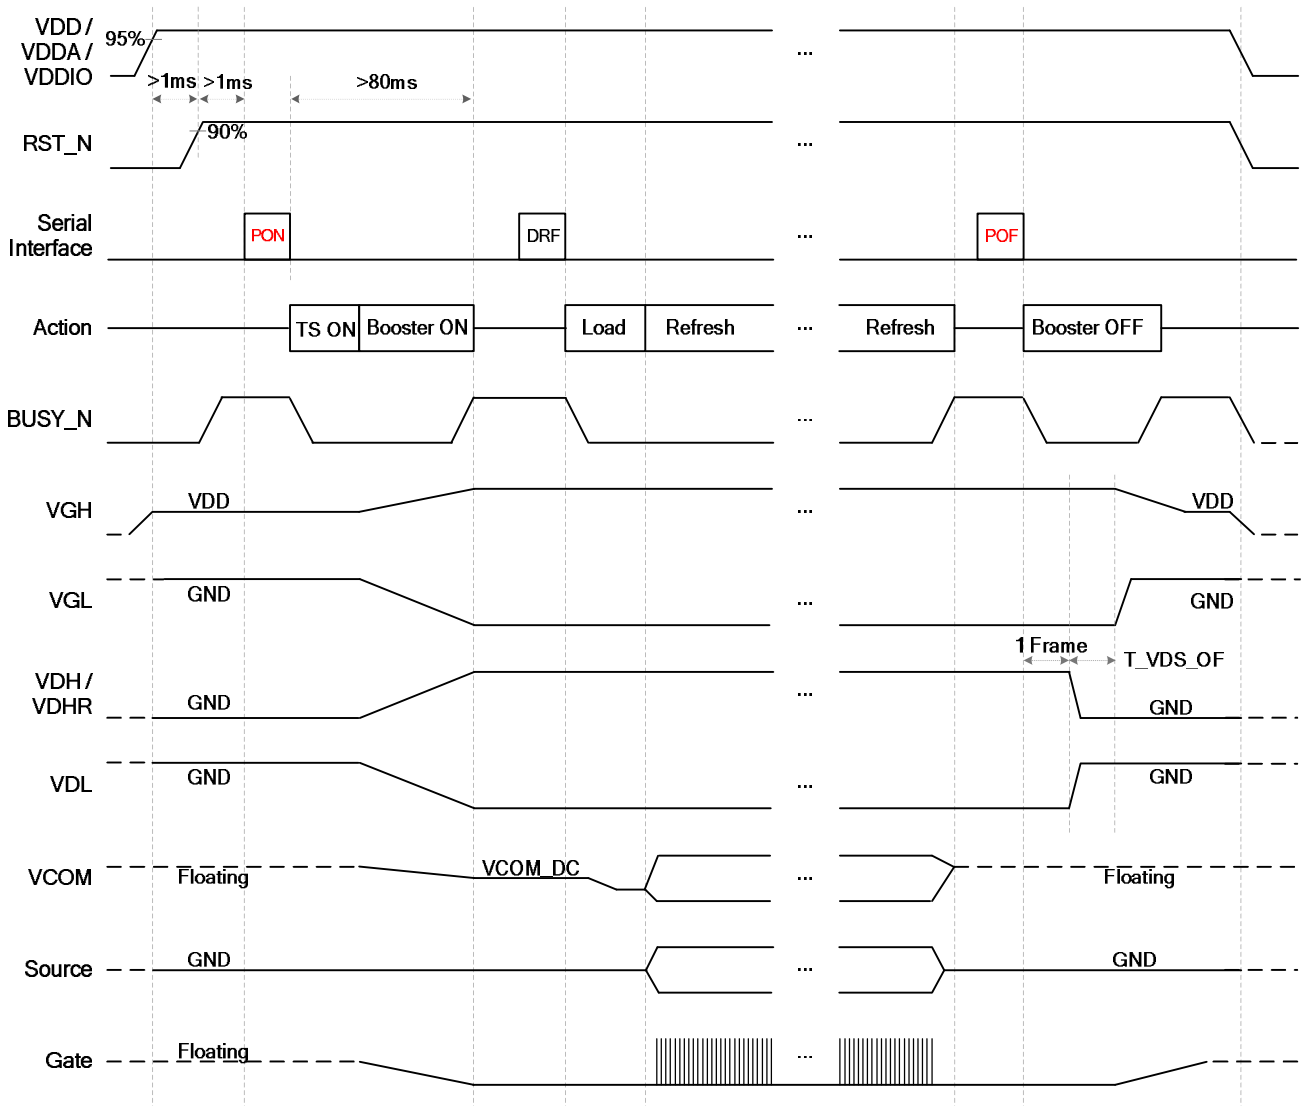 VDD /
VDDA /
VDDIO
95%
...
>1ms
>1ms
>80ms
RST_N
90%
...
Serial
Interface
PON
DRF
...
POF
Action
TS ON
Booster ON
Load
Refresh
...
Refresh
Booster OFF
BUSY_N
...
VGH
VDD
...
VDD
VGL
GND
...
GND
1 Frame
T_VDS_OF
VDH /
VDHR
GND
...
GND
VDL
GND
...
GND
VCOM
Floating
VCOM_DC
...
Floating
Source
GND
...
GND
Gate
Floating
...